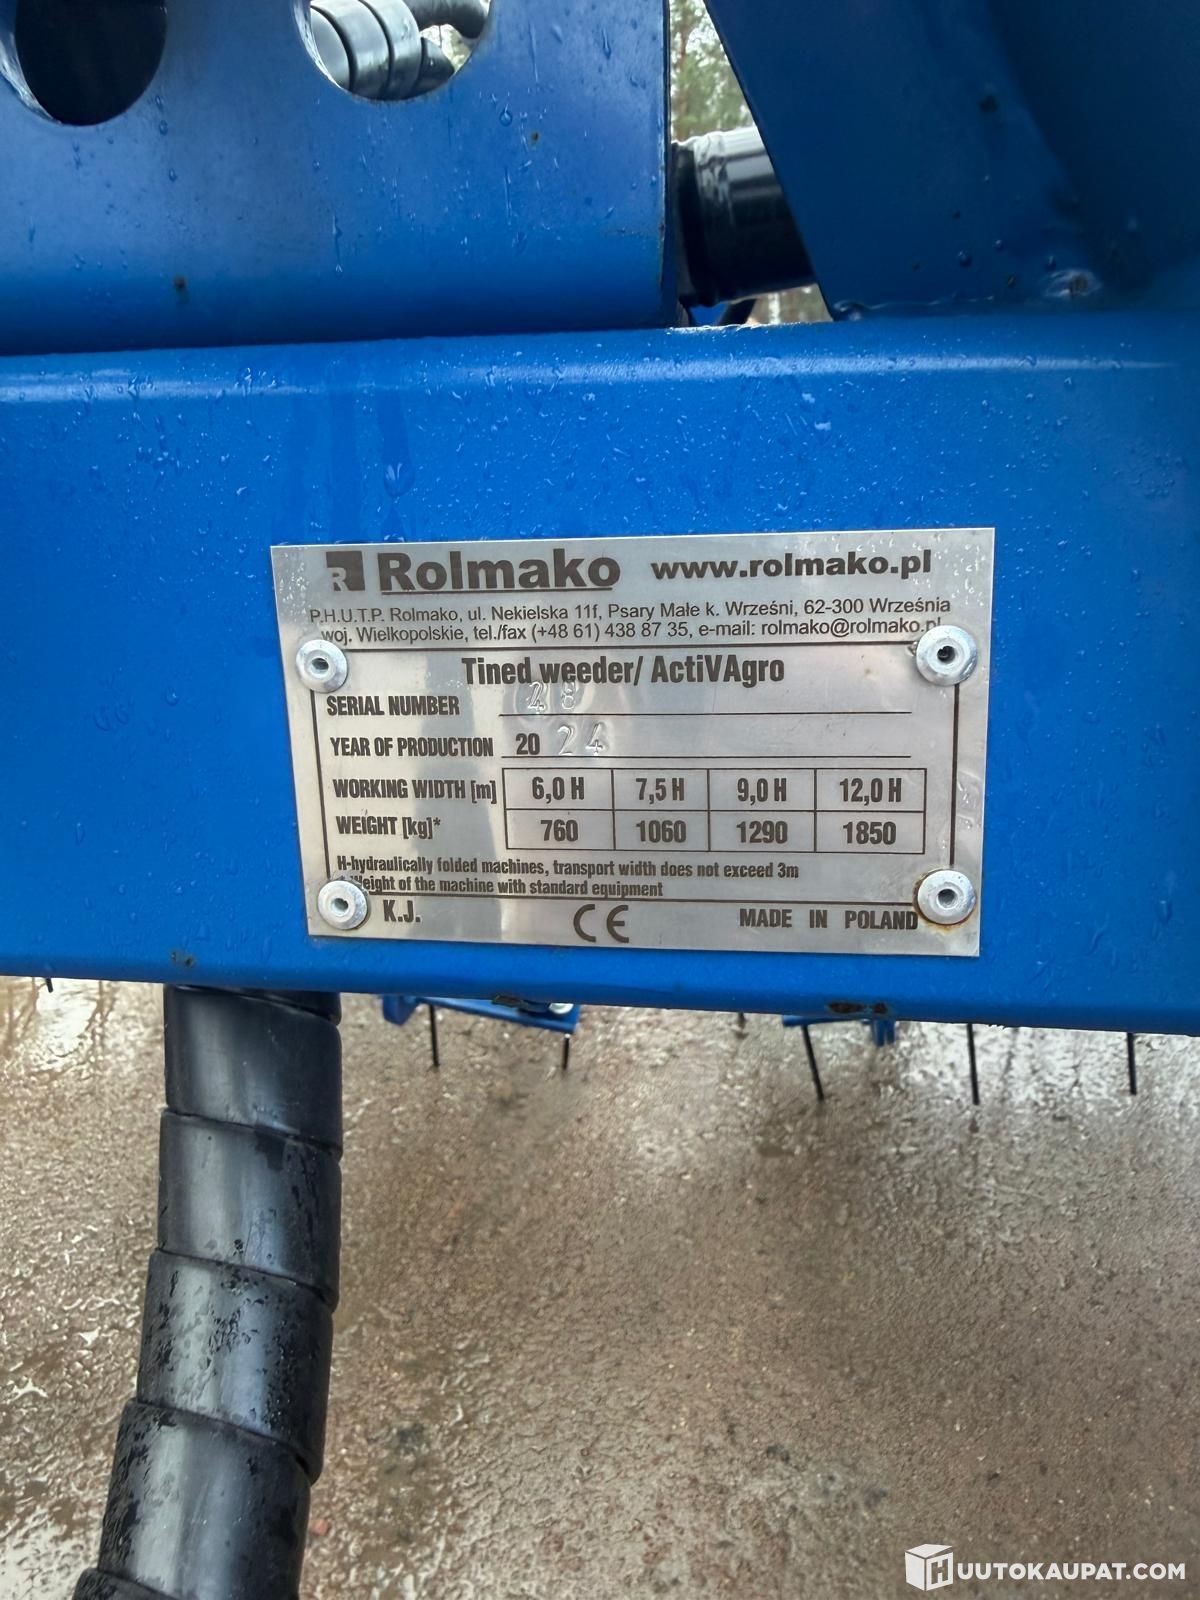 R Rolmako www.rolmako.pl
P.H.U.T.P. Rolmako, ul. Nekielska 11f, Psary Małe k. Wrześni, 62-300 Września
woj. Wielkopolskie, tel./fax (+48 61) 438 87 35, e-mail: rolmako@rolmako.pl
Tined weeder/ ActiVAgro
SERIAL NUMBER 28
YEAR OF PRODUCTION 20 24
WORKING WIDTH [m] 6,0 H 7,5 H 9,0 H 12,0 H
WEIGHT [kg]* 760 1060 1290 1850
H-hydraulically folded machines, transport width does not exceed 3m
* Weight of the machine with standard equipment
K.J. CE MADE IN POLAND
HUUTOKAUPAT.COM